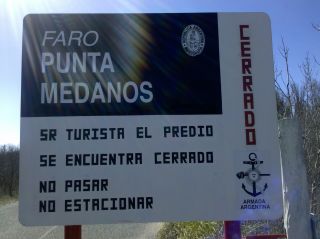 FARO
PUNTA
MEDANOS
CERRADO
SR TURISTA EL PREDIO
SE ENCUENTRA CERRADO
NO PASAR
NO ESTACIONAR
ARMADA
ARGENTINA